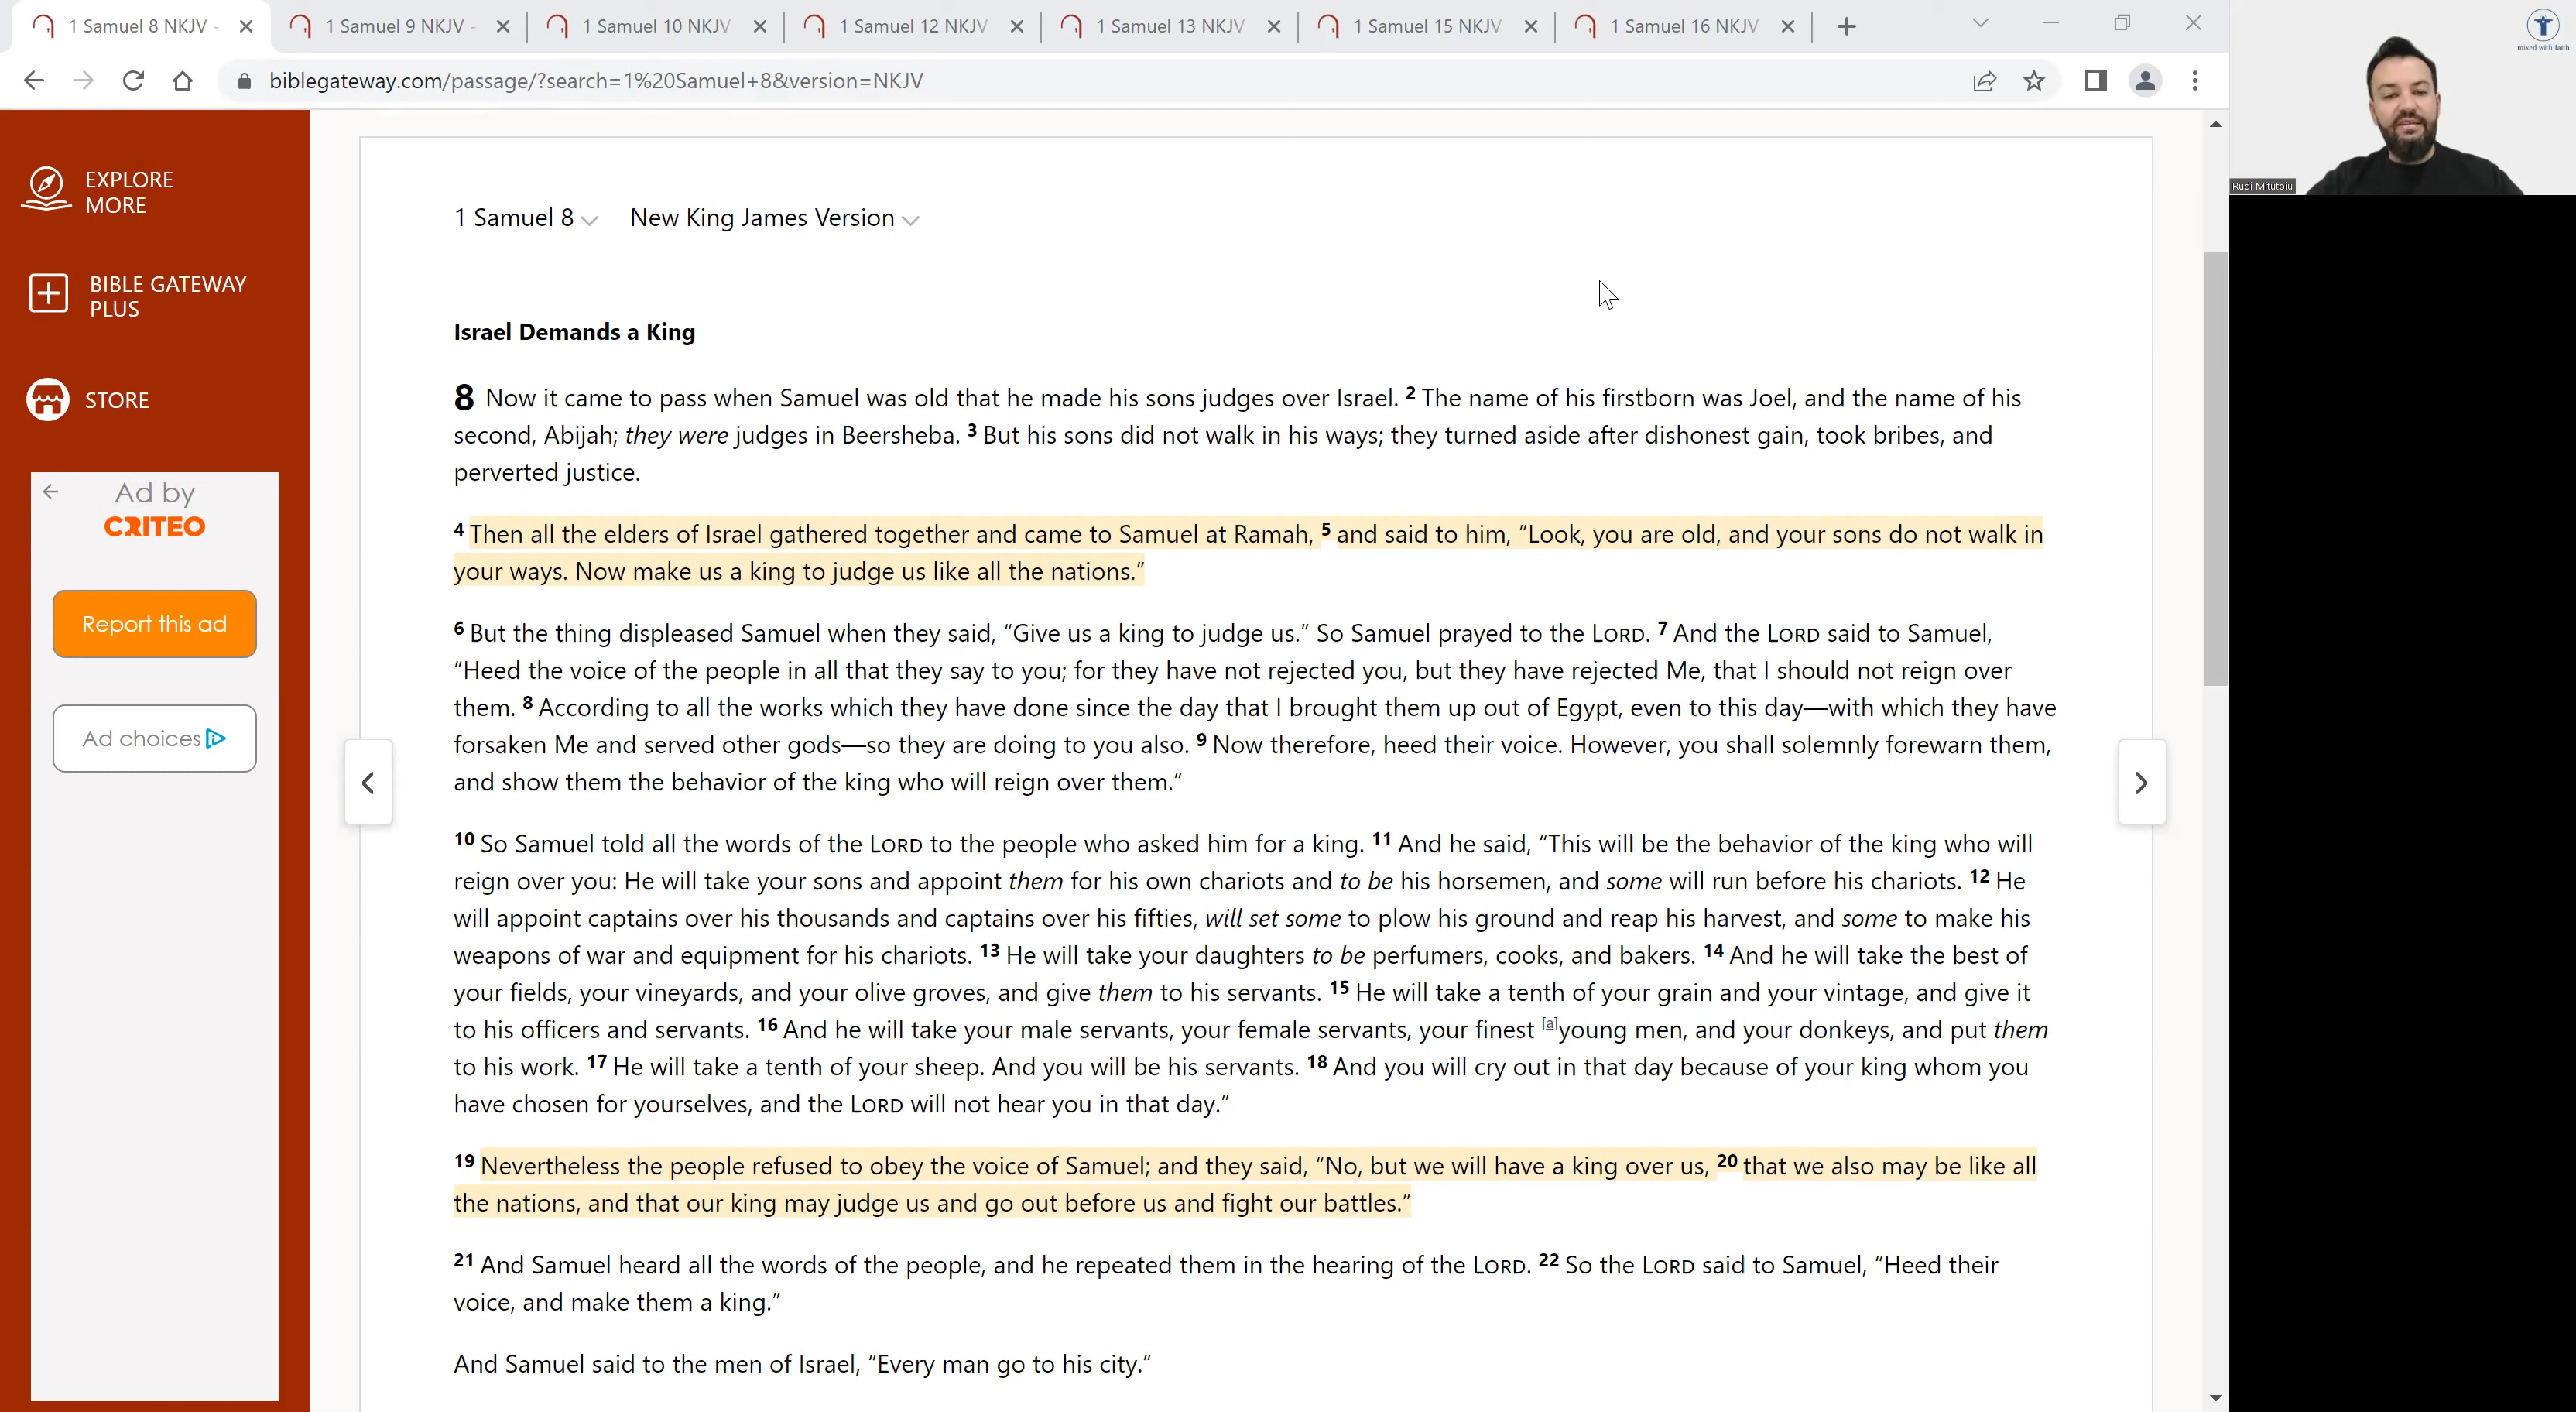 1 Samuel 8 NKJV -
1 Samuel 9 NKJV -
1 Samuel 10 NKJV
1 Samuel 12 NKJV
1 Samuel 13 NKJV
1 Samuel 15 NKJV
1 Samuel 16 NKJV
biblegateway.com/passage/?search=1%20Samuel+8&version=NKJV
mixed with faith
Rudi Mitutoiu
EXPLORE
MORE
BIBLE GATEWAY
PLUS
STORE
Ad by
CRITEO
Report this ad
Ad choices
1 Samuel 8 New King James Version
Israel Demands a King
8 Now it came to pass when Samuel was old that he made his sons judges over Israel. 2 The name of his firstborn was Joel, and the name of his
second, Abijah; they were judges in Beersheba. 3 But his sons did not walk in his ways; they turned aside after dishonest gain, took bribes, and
perverted justice.
4 Then all the elders of Israel gathered together and came to Samuel at Ramah, 5 and said to him, “Look, you are old, and your sons do not walk in
your ways. Now make us a king to judge us like all the nations.”
6 But the thing displeased Samuel when they said, “Give us a king to judge us.” So Samuel prayed to the LORD. 7 And the LORD said to Samuel,
“Heed the voice of the people in all that they say to you; for they have not rejected you, but they have rejected Me, that I should not reign over
them. 8 According to all the works which they have done since the day that I brought them up out of Egypt, even to this day—with which they have
forsaken Me and served other gods—so they are doing to you also. 9 Now therefore, heed their voice. However, you shall solemnly forewarn them,
and show them the behavior of the king who will reign over them.”
10 So Samuel told all the words of the LORD to the people who asked him for a king. 11 And he said, “This will be the behavior of the king who will
reign over you: He will take your sons and appoint them for his own chariots and to be his horsemen, and some will run before his chariots. 12 He
will appoint captains over his thousands and captains over his fifties, will set some to plow his ground and reap his harvest, and some to make his
weapons of war and equipment for his chariots. 13 He will take your daughters to be perfumers, cooks, and bakers. 14 And he will take the best of
your fields, your vineyards, and your olive groves, and give them to his servants. 15 He will take a tenth of your grain and your vintage, and give it
to his officers and servants. 16 And he will take your male servants, your female servants, your finest [a]young men, and your donkeys, and put them
to his work. 17 He will take a tenth of your sheep. And you will be his servants. 18 And you will cry out in that day because of your king whom you
have chosen for yourselves, and the LORD will not hear you in that day.”
19 Nevertheless the people refused to obey the voice of Samuel; and they said, “No, but we will have a king over us, 20 that we also may be like all
the nations, and that our king may judge us and go out before us and fight our battles.”
21 And Samuel heard all the words of the people, and he repeated them in the hearing of the LORD. 22 So the LORD said to Samuel, “Heed their
voice, and make them a king.”
And Samuel said to the men of Israel, “Every man go to his city.”